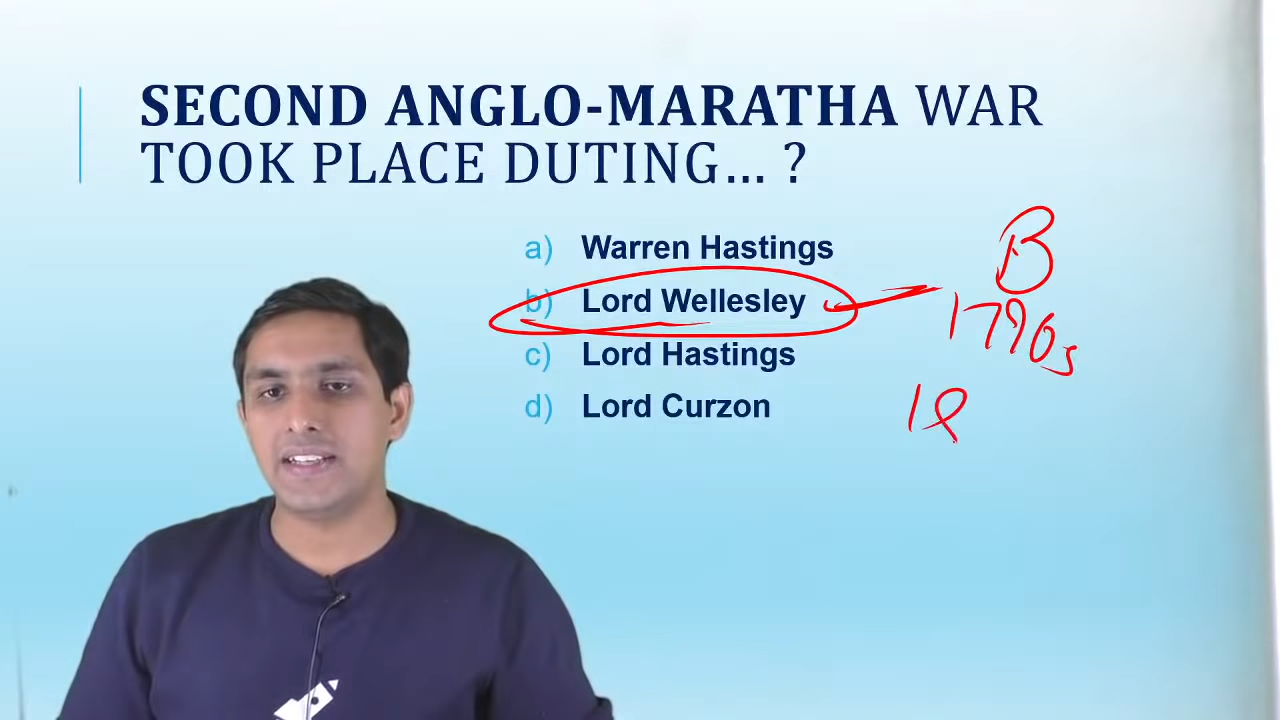 SECOND ANGLO-MARATHA WAR
TOOK PLACE DUTING... ?
a) Warren Hastings
b) Lord Wellesley
c) Lord Hastings
d) Lord Curzon
B
1790s
18